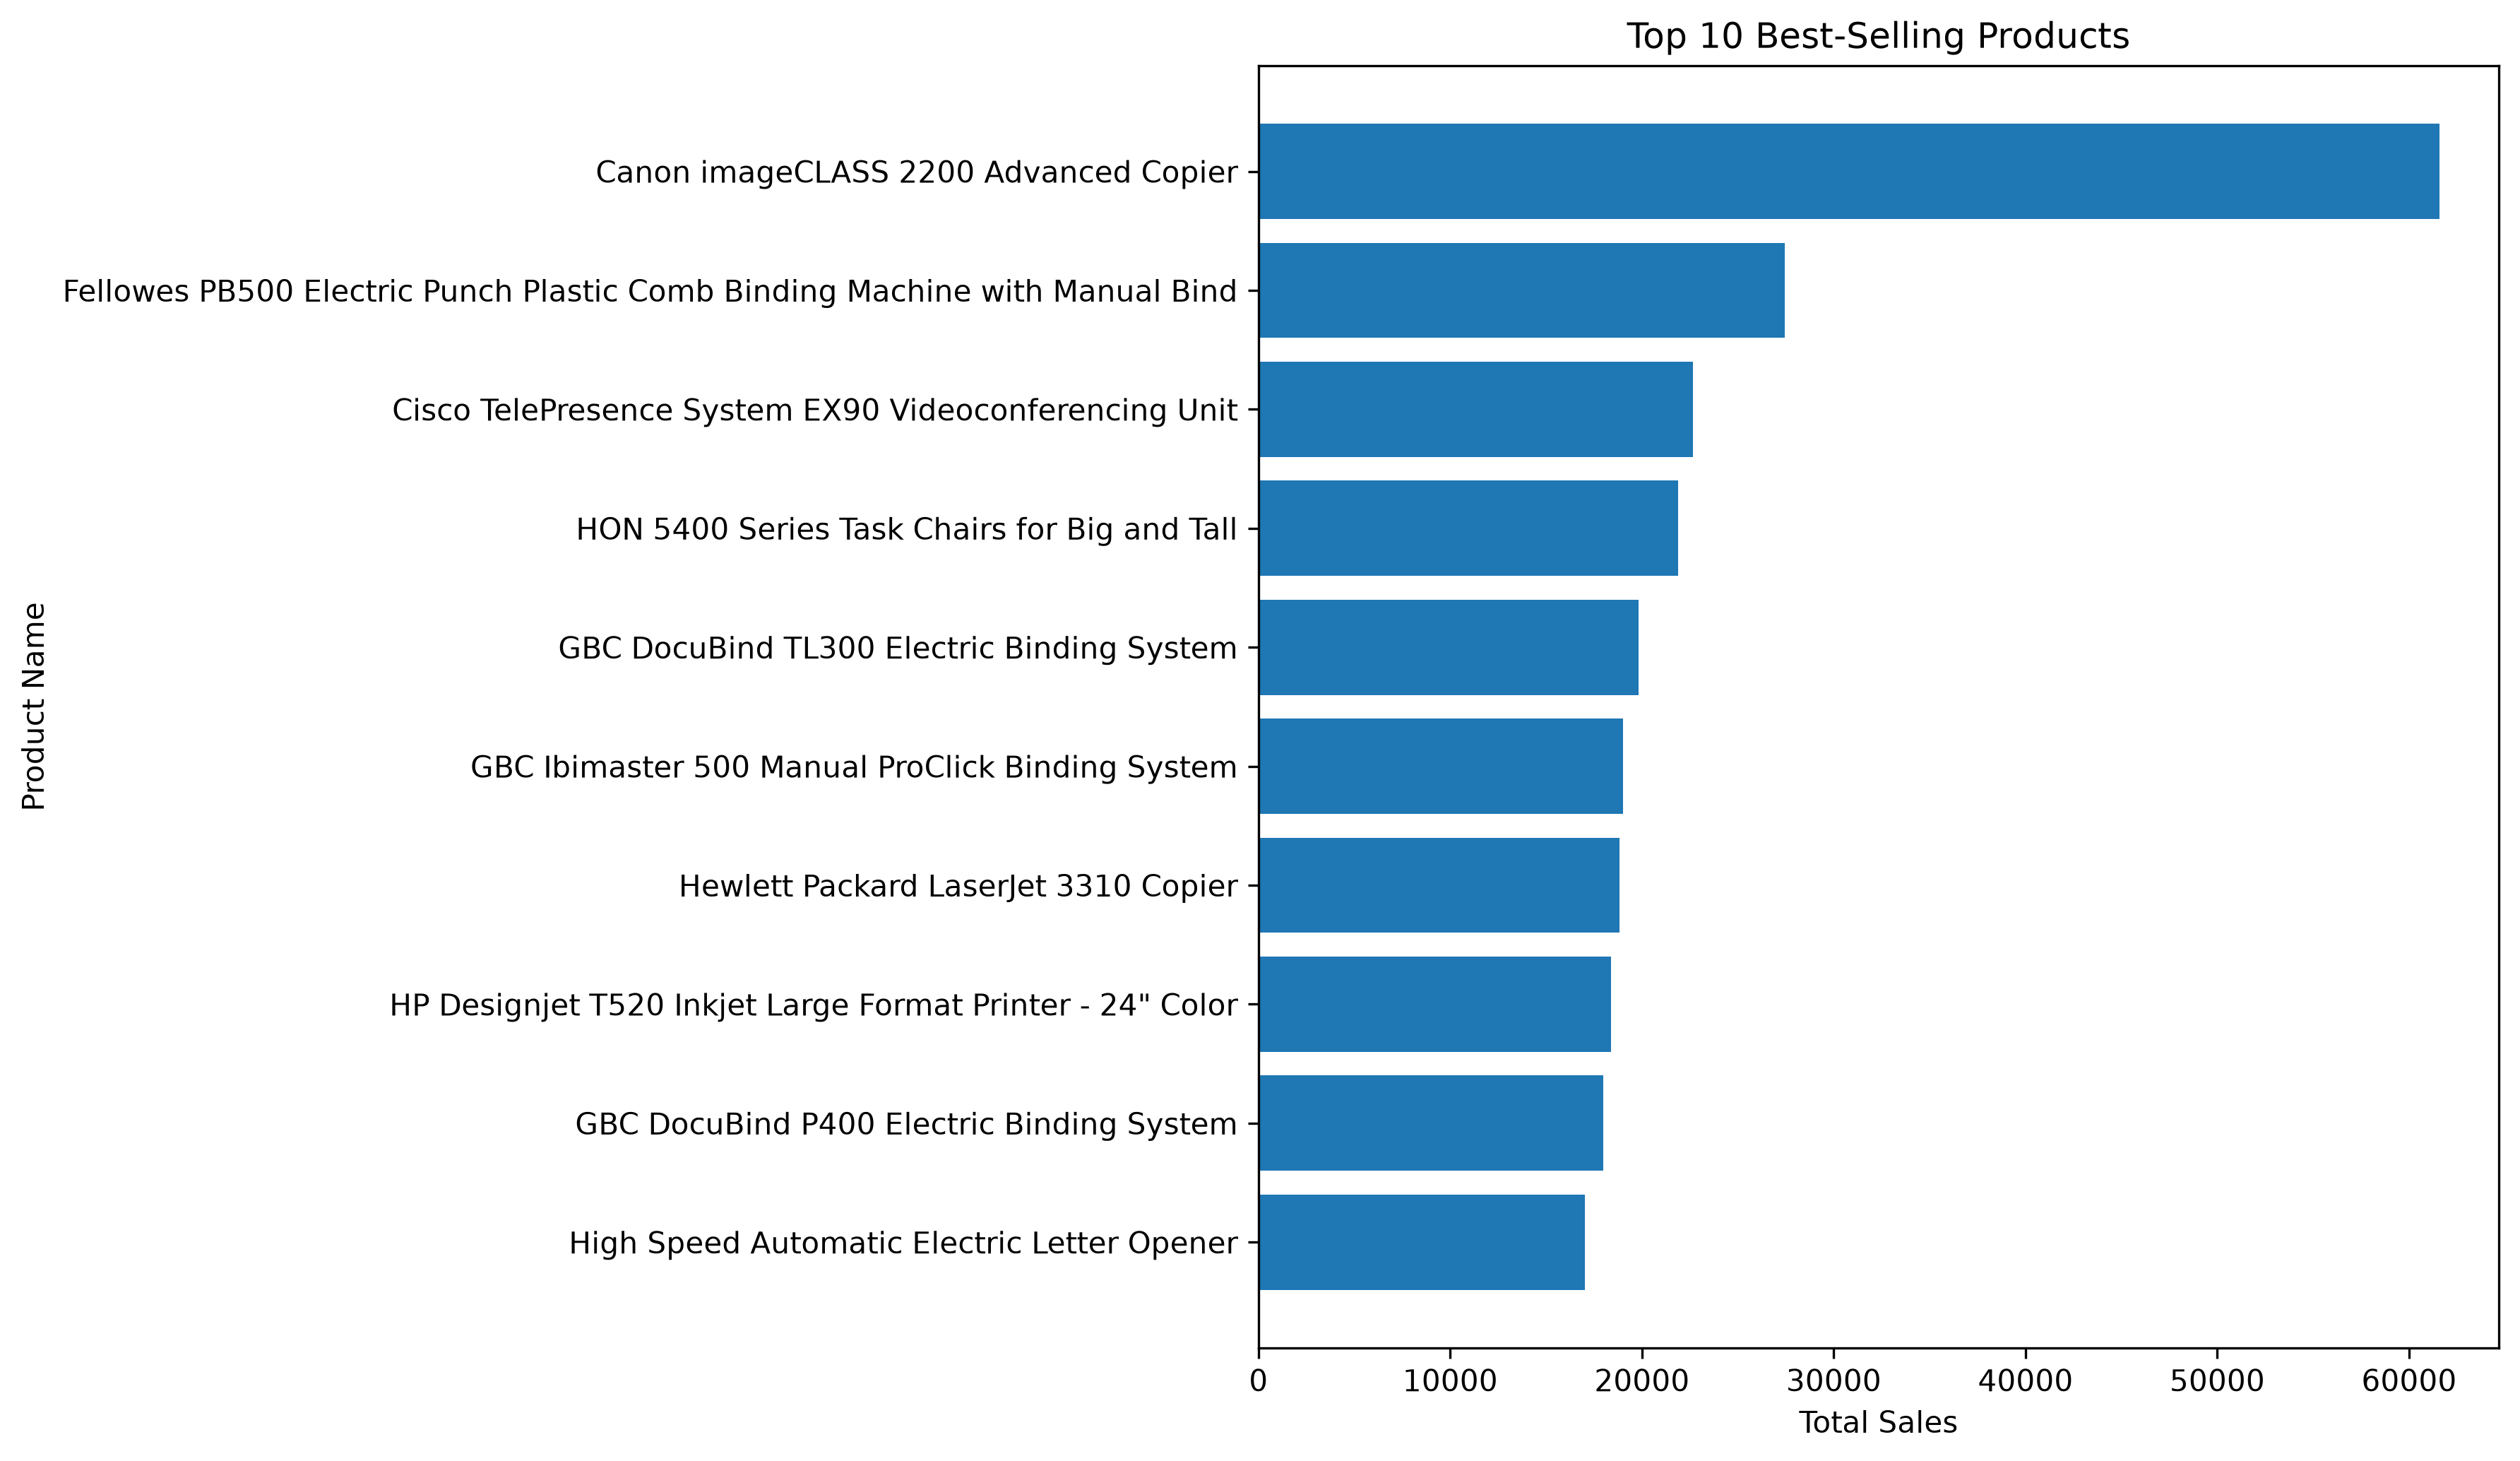 Top 10 Best-Selling Products
Product Name
Canon imageCLASS 2200 Advanced Copier
Fellowes PB500 Electric Punch Plastic Comb Binding Machine with Manual Bind
Cisco TelePresence System EX90 Videoconferencing Unit
HON 5400 Series Task Chairs for Big and Tall
GBC DocuBind TL300 Electric Binding System
GBC Ibimaster 500 Manual ProClick Binding System
Hewlett Packard LaserJet 3310 Copier
HP Designjet T520 Inkjet Large Format Printer - 24" Color
GBC DocuBind P400 Electric Binding System
High Speed Automatic Electric Letter Opener
0 10000 20000 30000 40000 50000 60000
Total Sales